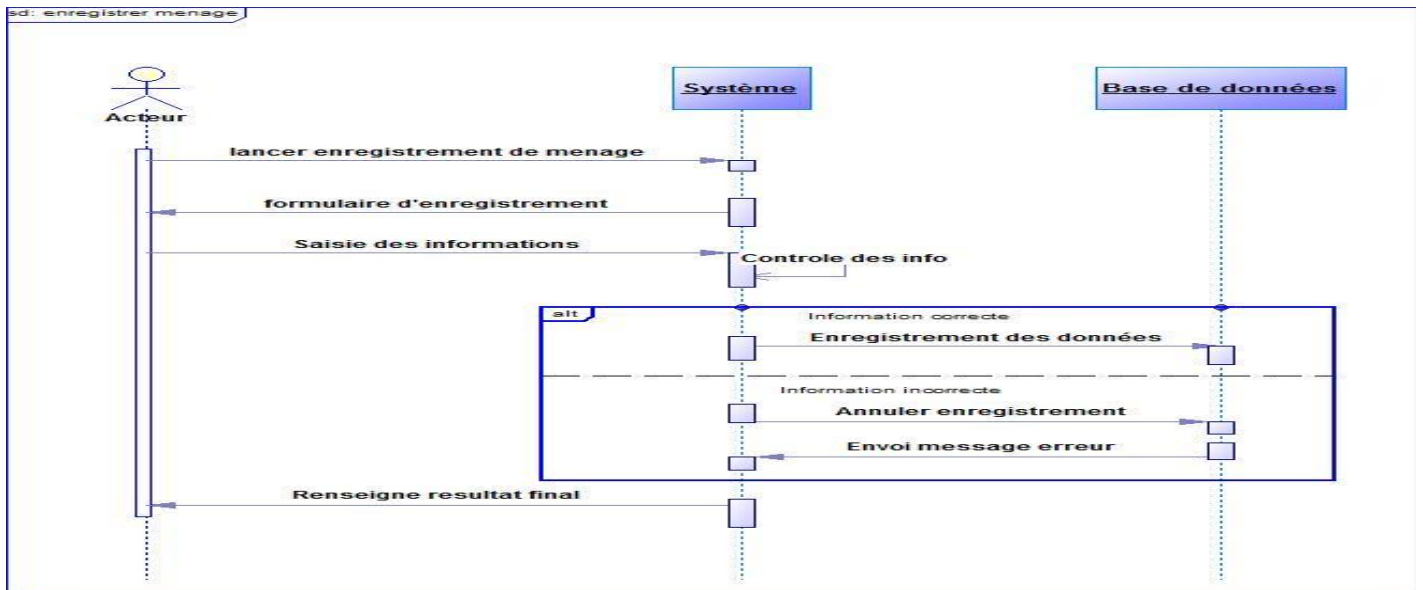 sd: enregistrer menage
Système
Base de données
Acteur
lancer enregistrement de menage
formulaire d'enregistrement
Saisie des informations
Controle des info
alt
Information correcte
Enregistrement des données
Information incorrecte
Annuler enregistrement
Envoi message erreur
Renseigne resultat final